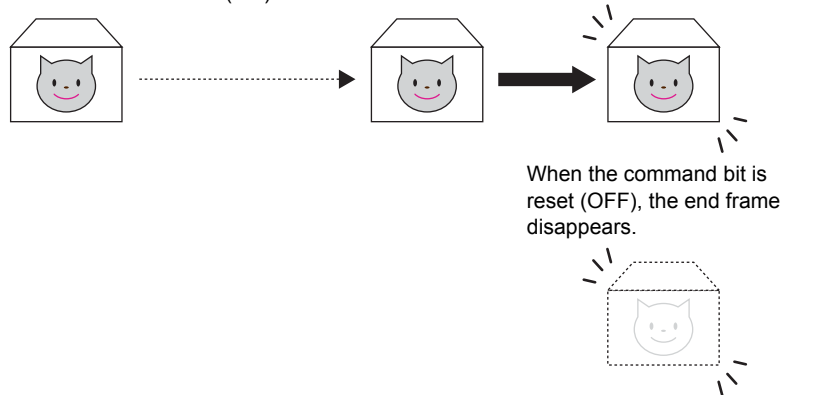 When the command bit is
reset (OFF), the end frame
disappears.